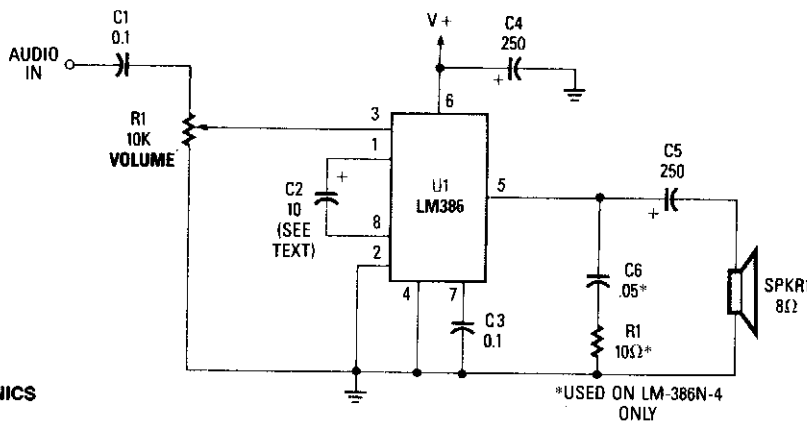 C1
0.1
AUDIO
IN
R1
10K
VOLUME
V +
C4
250
+
6
3
1
C2
10
(SEE
TEXT)
+
8
2
U1
LM386
5
4
7
C3
0.1
C5
250
+
C6
.05*
R1
10Ω*
SPKR1
8Ω
*USED ON LM-386N-4
ONLY
NICS